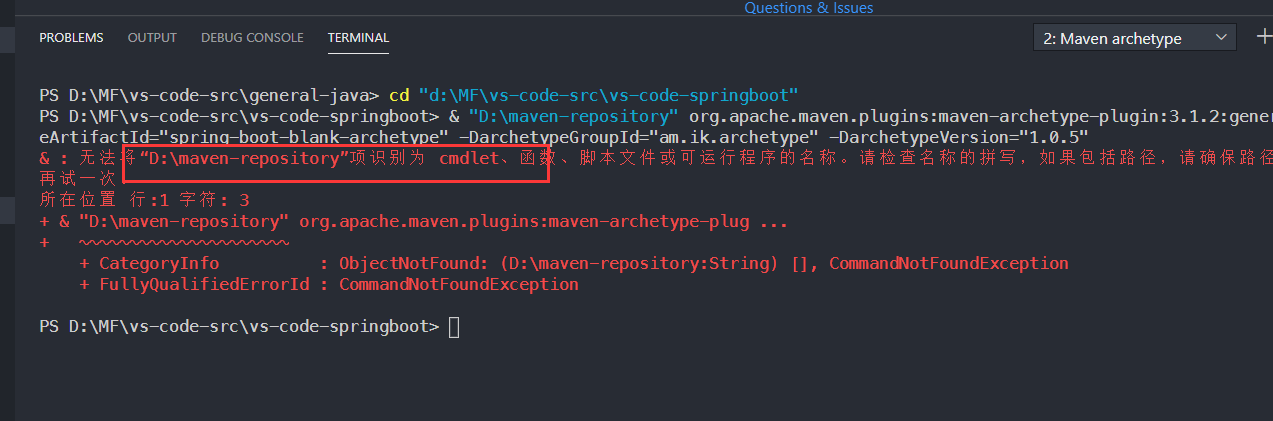 Questions & Issues
PROBLEMS OUTPUT DEBUG CONSOLE TERMINAL 2: Maven archetype
PS D:\MF\vs-code-src\general-java> cd "d:\MF\vs-code-src\vs-code-springboot"
PS D:\MF\vs-code-src\vs-code-springboot> & "D:\maven-repository" org.apache.maven.plugins:maven-archetype-plugin:3.1.2:gener
eArtifactId="spring-boot-blank-archetype" -DarchetypeGroupId="am.ik.archetype" -DarchetypeVersion="1.0.5"
& : 无法将“D:\maven-repository”项识别为 cmdlet、函数、脚本文件或可运行程序的名称。请检查名称的拼写，如果包括路径，请确保路径
再试一次
所在位置 行:1 字符: 3
+ & "D:\maven-repository" org.apache.maven.plugins:maven-archetype-plug ...
+ ~~~~~~~~~~~~~~~~~~~~~
+ CategoryInfo : ObjectNotFound: (D:\maven-repository:String) [], CommandNotFoundException
+ FullyQualifiedErrorId : CommandNotFoundException
PS D:\MF\vs-code-src\vs-code-springboot>